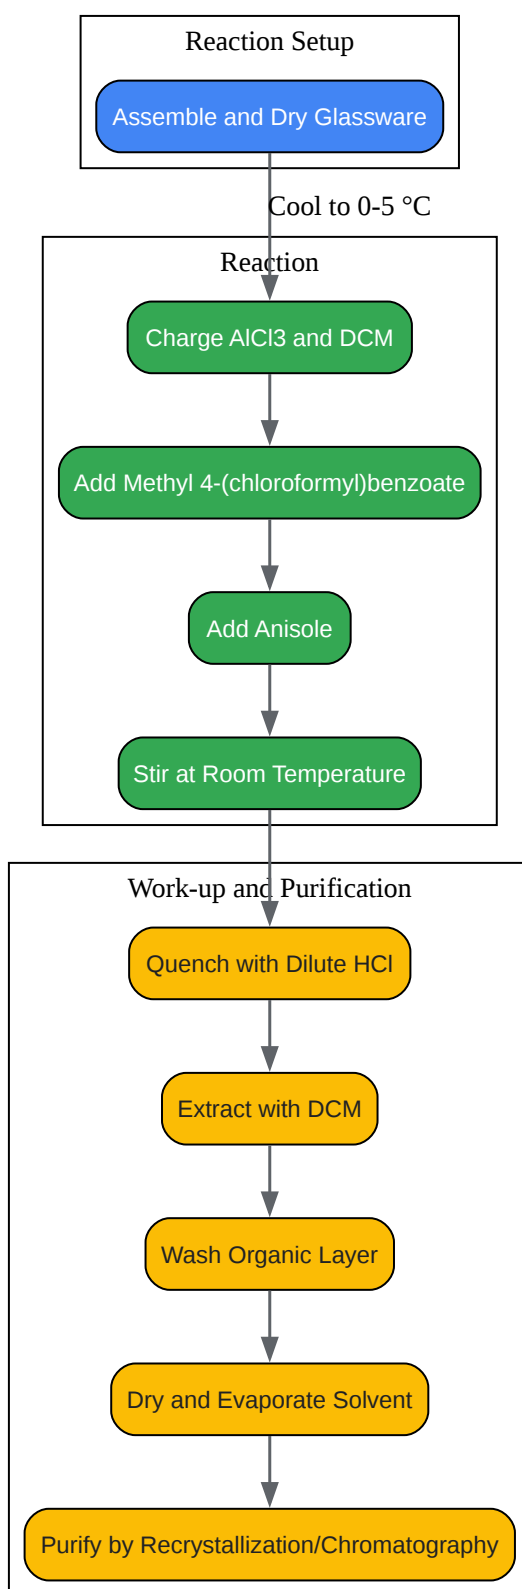 Reaction Setup
Assemble and Dry Glassware
Cool to 0-5 °C
Reaction
Charge AlCl3 and DCM
Add Methyl 4-(chloroformyl)benzoate
Add Anisole
Stir at Room Temperature
Work-up and Purification
Quench with Dilute HCl
Extract with DCM
Wash Organic Layer
Dry and Evaporate Solvent
Purify by Recrystallization/Chromatography